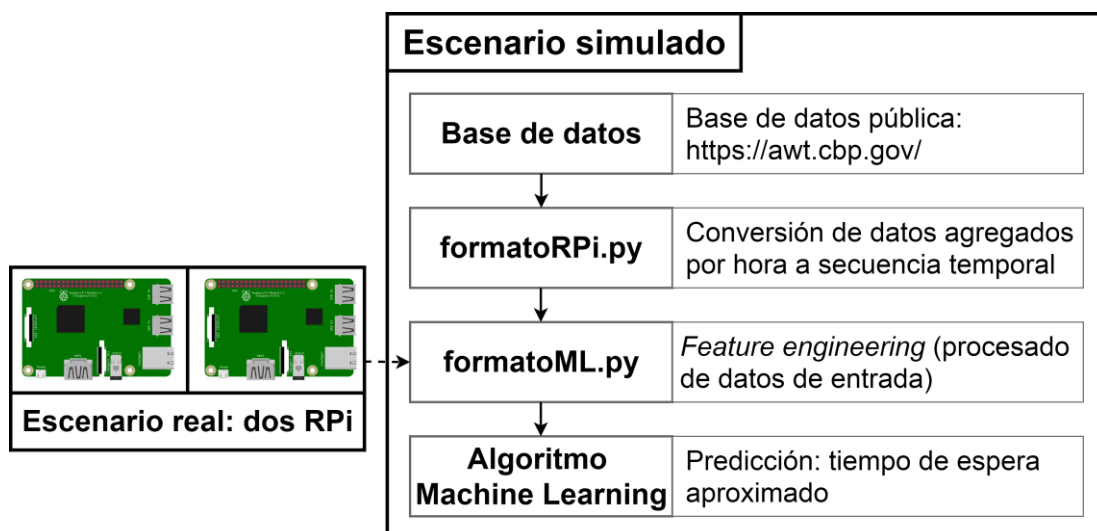 Escenario simulado
Base de datos
Base de datos pública:
https://awt.cbp.gov/
formatoRPi.py
Conversión de datos agregados
por hora a secuencia temporal
formatoML.py
Feature engineering (procesado
de datos de entrada)
Algoritmo
Machine Learning
Predicción: tiempo de espera
aproximado
Escenario real: dos RPi